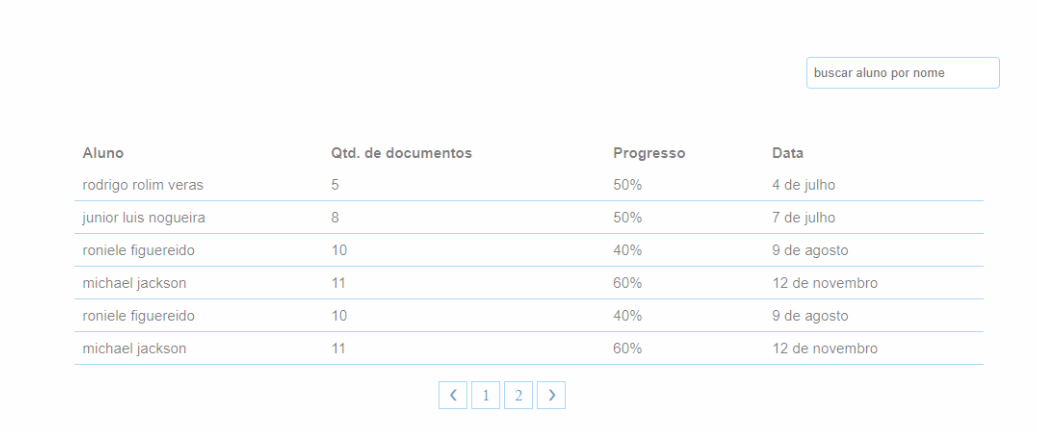 buscar aluno por nome
Aluno Qtd. de documentos Progresso Data
rodrigo rolim veras 5 50% 4 de julho
junior luis nogueira 8 50% 7 de julho
roniele figuereido 10 40% 9 de agosto
michael jackson 11 60% 12 de novembro
roniele figuereido 10 40% 9 de agosto
michael jackson 11 60% 12 de novembro
‹ 1 2 ›